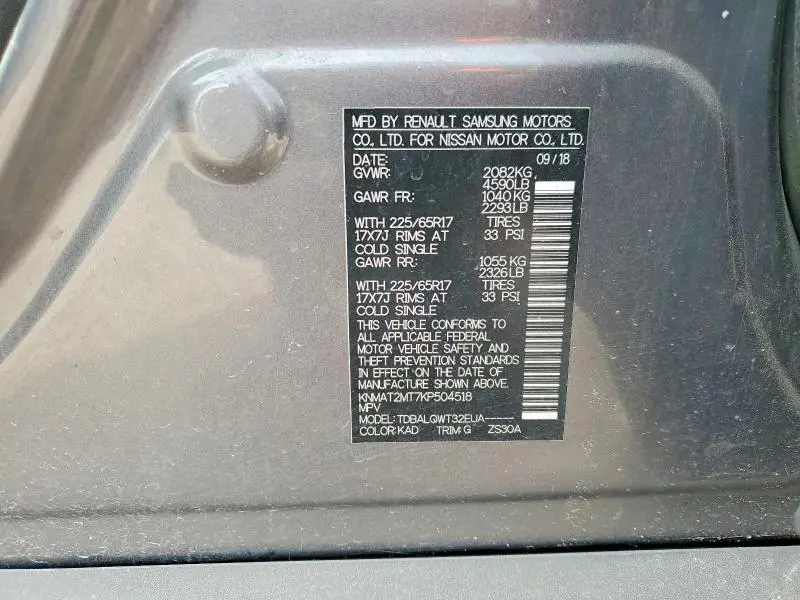 MFD BY RENAULT SAMSUNG MOTORS
CO., LTD. FOR NISSAN MOTOR CO., LTD.
DATE: 09/18
GVWR: 2082KG
4590LB
GAWR FR: 1040KG
2293LB
WITH 225/65R17 TIRES
17X7J RIMS AT 33 PSI
COLD SINGLE
GAWR RR: 1055 KG
2326LB
WITH 225/65R17 TIRES
17X7J RIMS AT 33 PSI
COLD SINGLE
THIS VEHICLE CONFORMS TO
ALL APPLICABLE FEDERAL
MOTOR VEHICLE SAFETY AND
THEFT PREVENTION STANDARDS
IN EFFECT ON THE DATE OF
MANUFACTURE SHOWN ABOVE.
KNMAT2MT7KP504518
MPV
MODEL: TDBALQWT32EUA-----
COLOR: KAD TRIM: G ZS30A